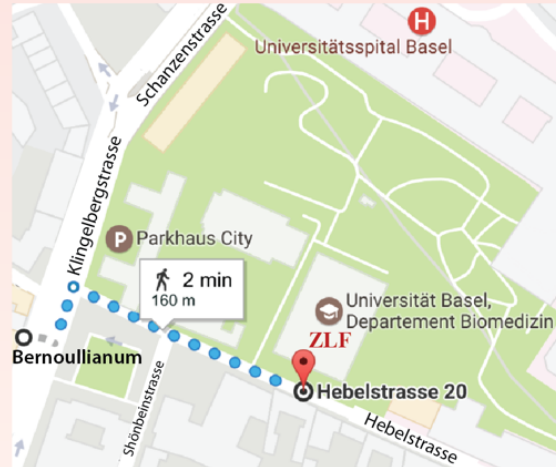 H
Universitätsspital Basel
Schanzenstrasse
Klingelbergstrasse
P Parkhaus City
2 min
160 m
Universität Basel,
Departement Biomedizin
ZLF
Bernoullianum
Shönbeinstrasse
Hebelstrasse 20
Hebelstrasse